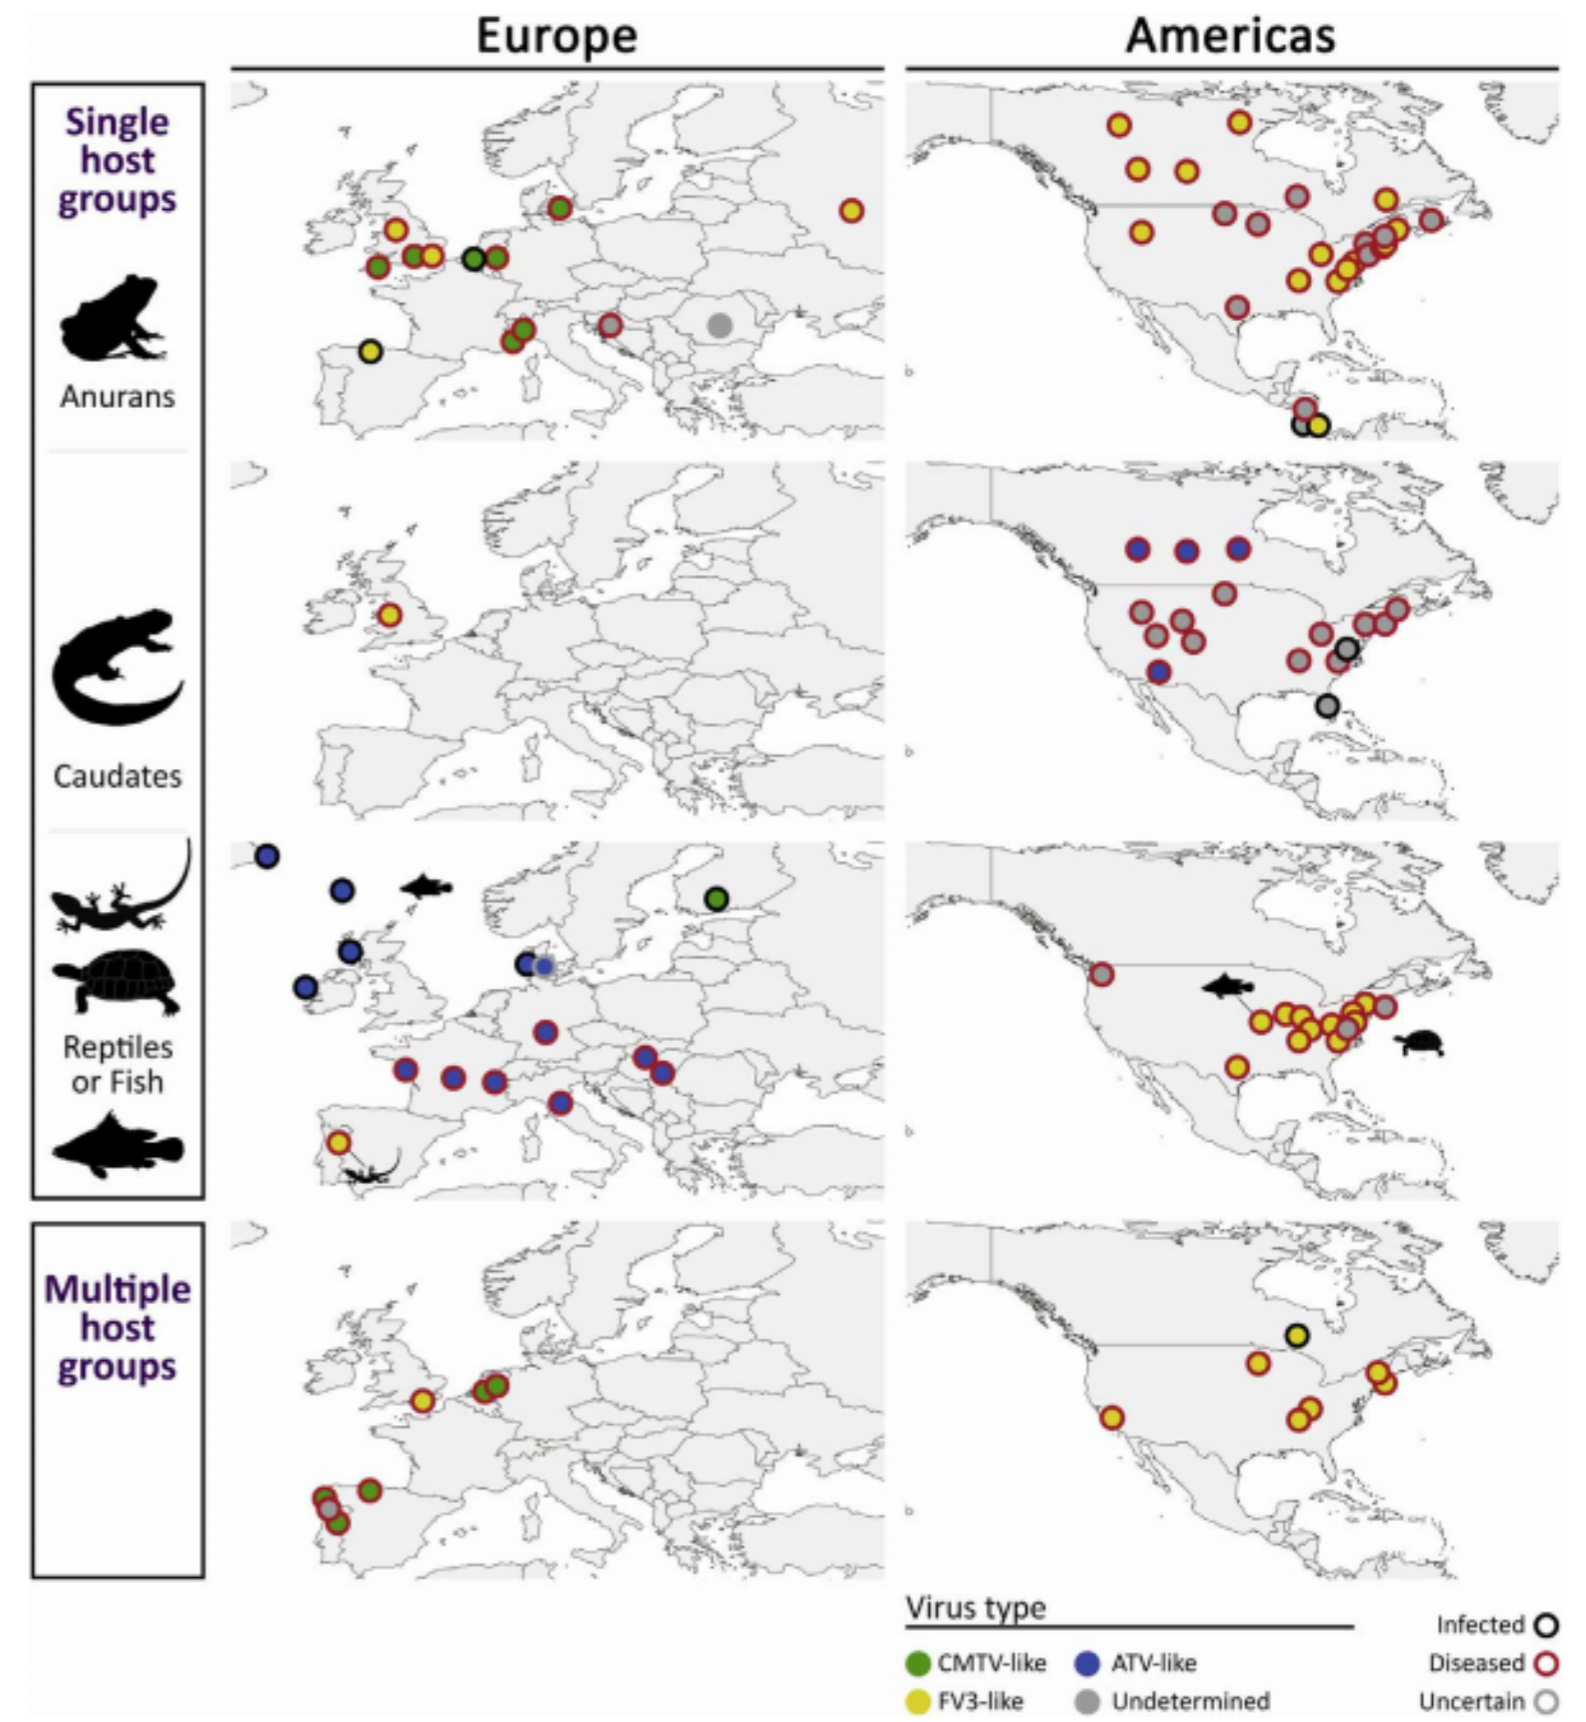 Europe
Americas
Single
host
groups
Anurans
Caudates
Reptiles
or Fish
Multiple
host
groups
Virus type
CMTV-like
ATV-like
FV3-like
Undetermined
Infected
Diseased
Uncertain